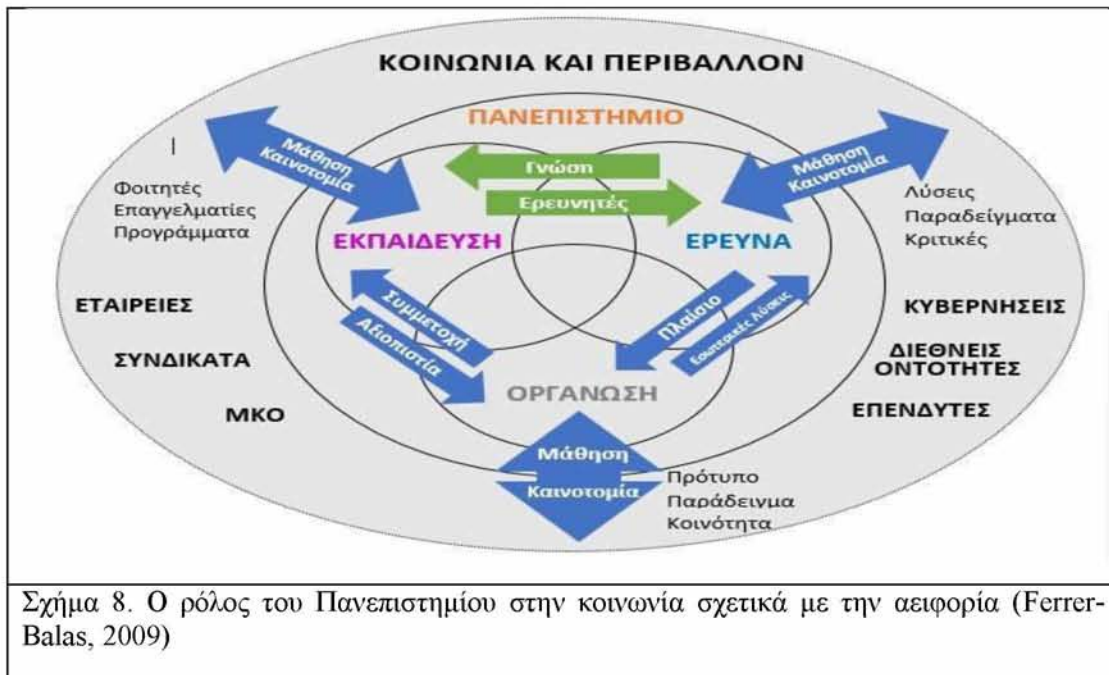 ΚΟΙΝΩΝΙΑ ΚΑΙ ΠΕΡΙΒΑΛΛΟΝ
ΠΑΝΕΠΙΣΤΗΜΙΟ
Μάθηση
Καινοτομία
Γνώση
Ερευνητές
Μάθηση
Καινοτομία
Φοιτητές
Επαγγελματίες
Προγράμματα
Λύσεις
Παραδείγματα
Κριτικές
ΕΚΠΑΙΔΕΥΣΗ
ΕΡΕΥΝΑ
Συμμετοχή
Αξιοπιστία
Πλαίσιο
Εσωτερικές Λύσεις
ΕΤΑΙΡΕΙΕΣ
ΣΥΝΔΙΚΑΤΑ
ΜΚΟ
ΚΥΒΕΡΝΗΣΕΙΣ
ΔΙΕΘΝΕΙΣ
ΟΝΤΟΤΗΤΕΣ
ΕΠΕΝΔΥΤΕΣ
ΟΡΓΑΝΩΣΗ
Μάθηση
Καινοτομία
Πρότυπο
Παράδειγμα
Κοινότητα
Σχήμα 8. Ο ρόλος του Πανεπιστημίου στην κοινωνία σχετικά με την αειφορία (Ferrer-
Balas, 2009)